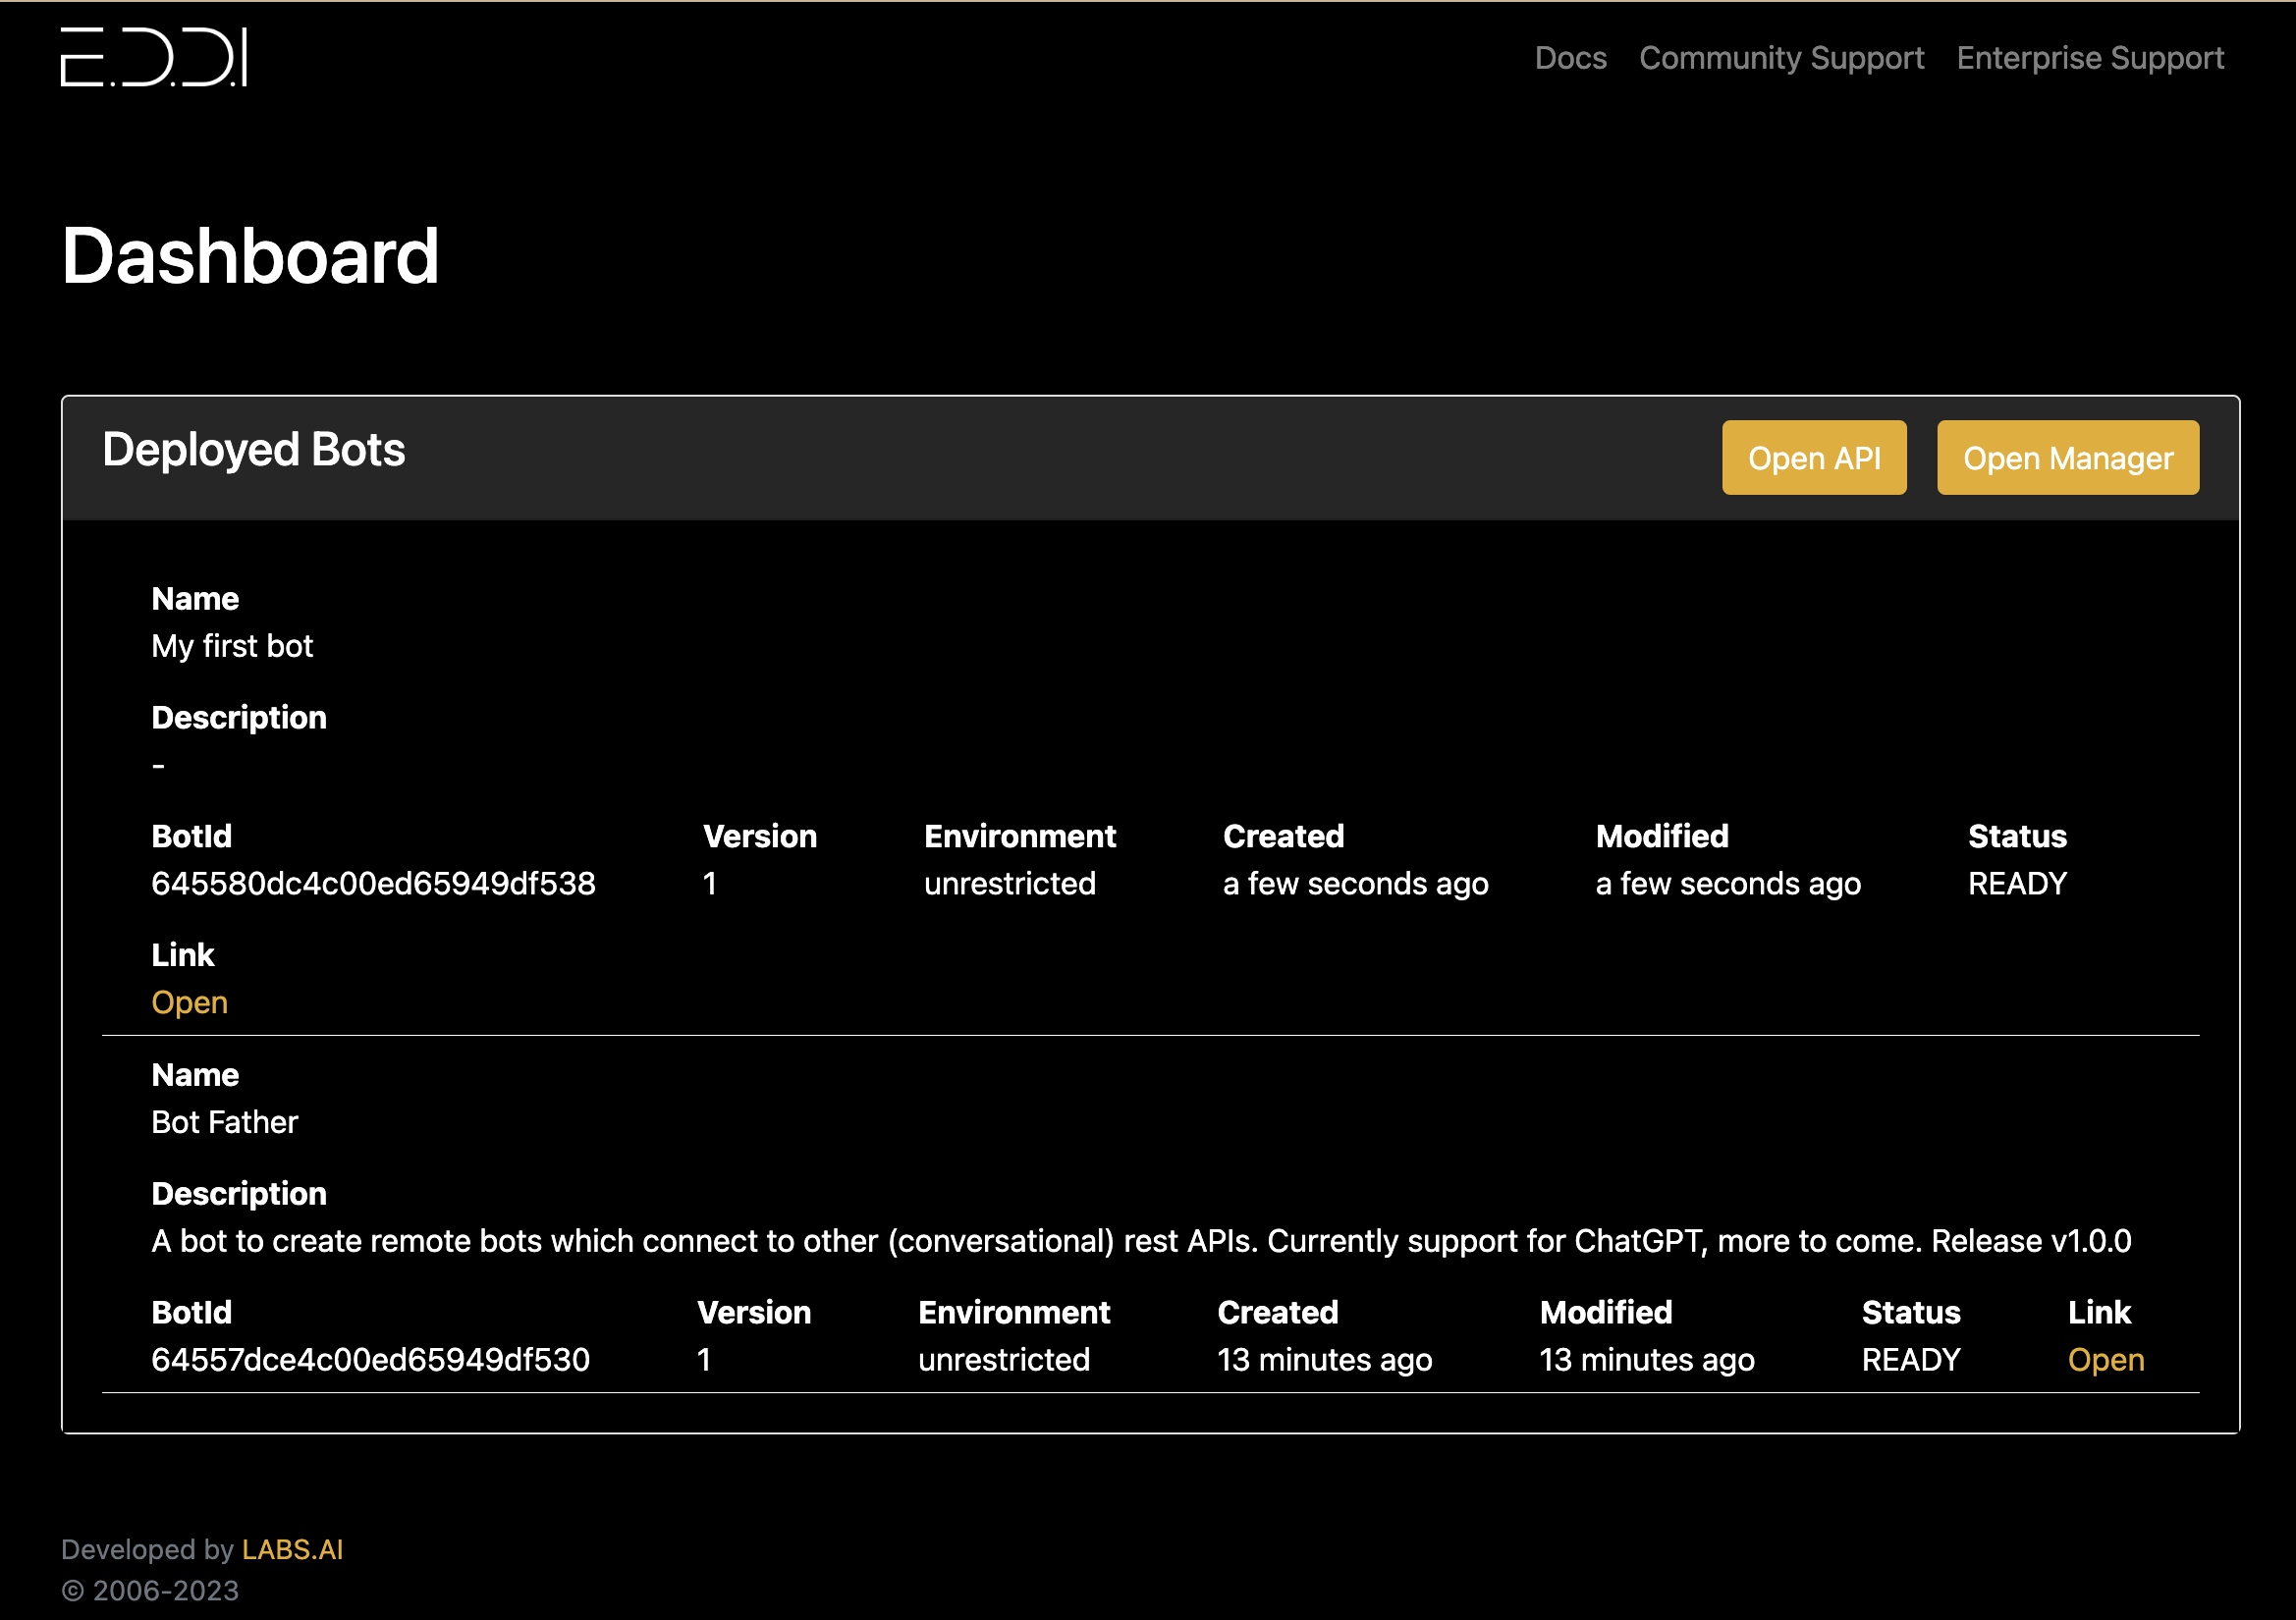 E.D.D.I
Docs Community Support Enterprise Support
Dashboard
Deployed Bots Open API Open Manager
Name
My first bot
Description
-
BotId Version Environment Created Modified Status
645580dc4c00ed65949df538 1 unrestricted a few seconds ago a few seconds ago READY
Link
Open
Name
Bot Father
Description
A bot to create remote bots which connect to other (conversational) rest APIs. Currently support for ChatGPT, more to come. Release v1.0.0
BotId Version Environment Created Modified Status Link
64557dce4c00ed65949df530 1 unrestricted 13 minutes ago 13 minutes ago READY Open
Developed by LABS.AI
© 2006-2023